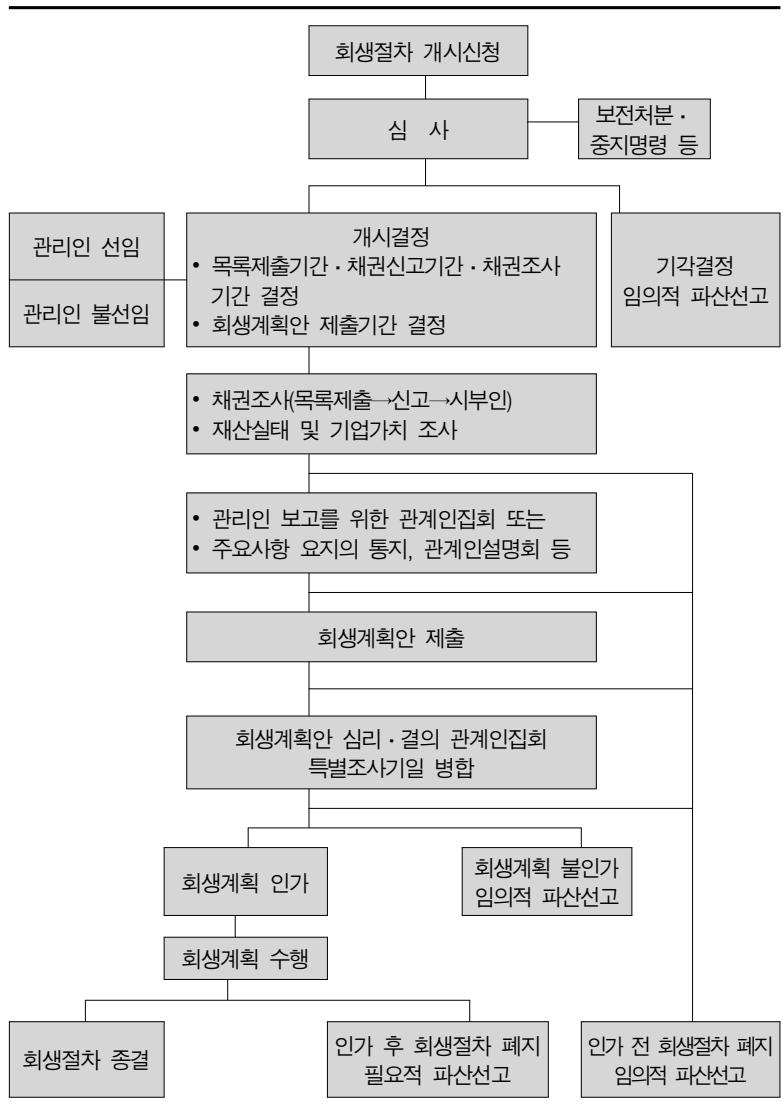 회생절차 개시신청
심 사
보전처분・
중지명령 등
관리인 선임
관리인 불선임
개시결정
• 목록제출기간・채권신고기간・채권조사
기간 결정
• 회생계획안 제출기간 결정
기각결정
임의적 파산선고
• 채권조사(목록제출→신고→시부인)
• 재산실태 및 기업가치 조사
• 관리인 보고를 위한 관계인집회 또는
• 주요사항 요지의 통지, 관계인설명회 등
회생계획안 제출
회생계획안 심리・결의 관계인집회
특별조사기일 병합
회생계획 인가
회생계획 불인가
임의적 파산선고
회생계획 수행
회생절차 종결
인가 후 회생절차 폐지
필요적 파산선고
인가 전 회생절차 폐지
임의적 파산선고